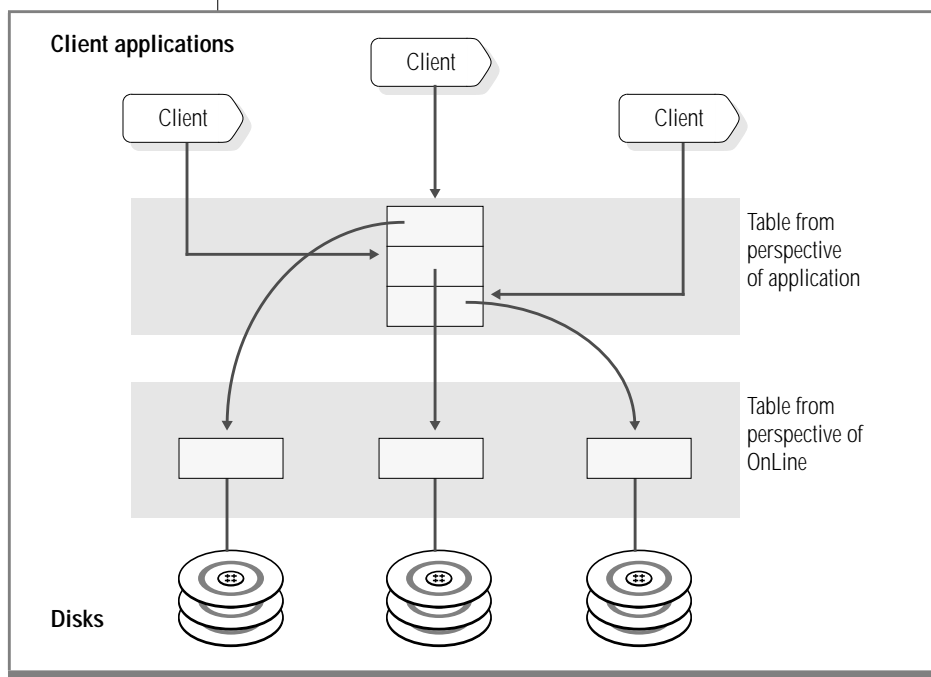 Client applications
Client
Client
Client
Table from
perspective
of application
Table from
perspective of
OnLine
Disks